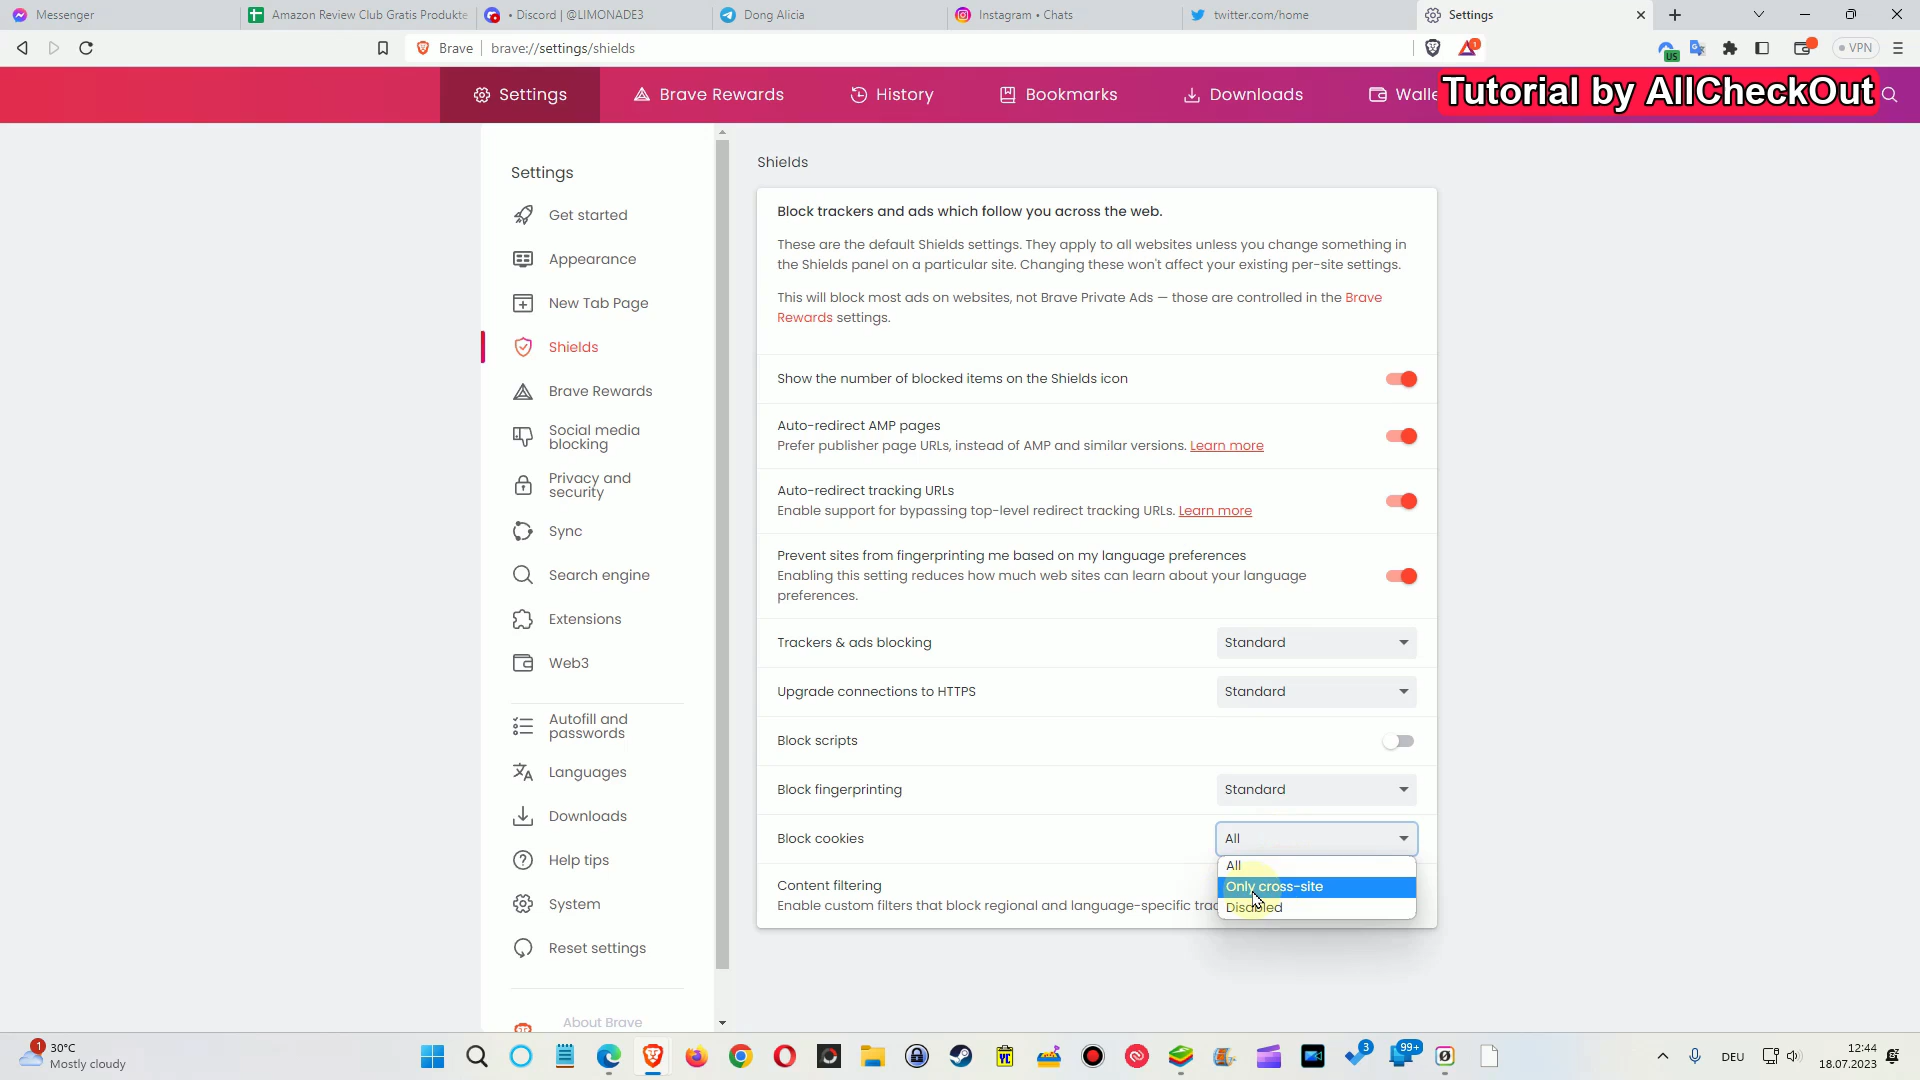 Messenger
Amazon Review Club Gratis Produkte
• Discord | @LIMONADE3
Dong Alicia
Instagram • Chats
twitter.com/home
Settings
Brave
brave://settings/shields
1
US
VPN
Settings
Brave Rewards
History
Bookmarks
Downloads
Walle
Tutorial by AllCheckOut
Settings
Get started
Appearance
New Tab Page
Shields
Brave Rewards
Social media
blocking
Privacy and
security
Sync
Search engine
Extensions
Web3
Autofill and
passwords
Languages
Downloads
Help tips
System
Reset settings
About Brave
Shields
Block trackers and ads which follow you across the web.
These are the default Shields settings. They apply to all websites unless you change something in
the Shields panel on a particular site. Changing these won't affect your existing per-site settings.
This will block most ads on websites, not Brave Private Ads — those are controlled in the Brave
Rewards settings.
Show the number of blocked items on the Shields icon
Auto-redirect AMP pages
Prefer publisher page URLs, instead of AMP and similar versions. Learn more
Auto-redirect tracking URLs
Enable support for bypassing top-level redirect tracking URLs. Learn more
Prevent sites from fingerprinting me based on my language preferences
Enabling this setting reduces how much web sites can learn about your language
preferences.
Trackers & ads blocking
Standard
Upgrade connections to HTTPS
Standard
Block scripts
Block fingerprinting
Standard
Block cookies
All
All
Only cross-site
Disabled
Content filtering
Enable custom filters that block regional and language-specific trac
1
30°C
Mostly cloudy
YC
3
99+
DEU
12:44
18.07.2023